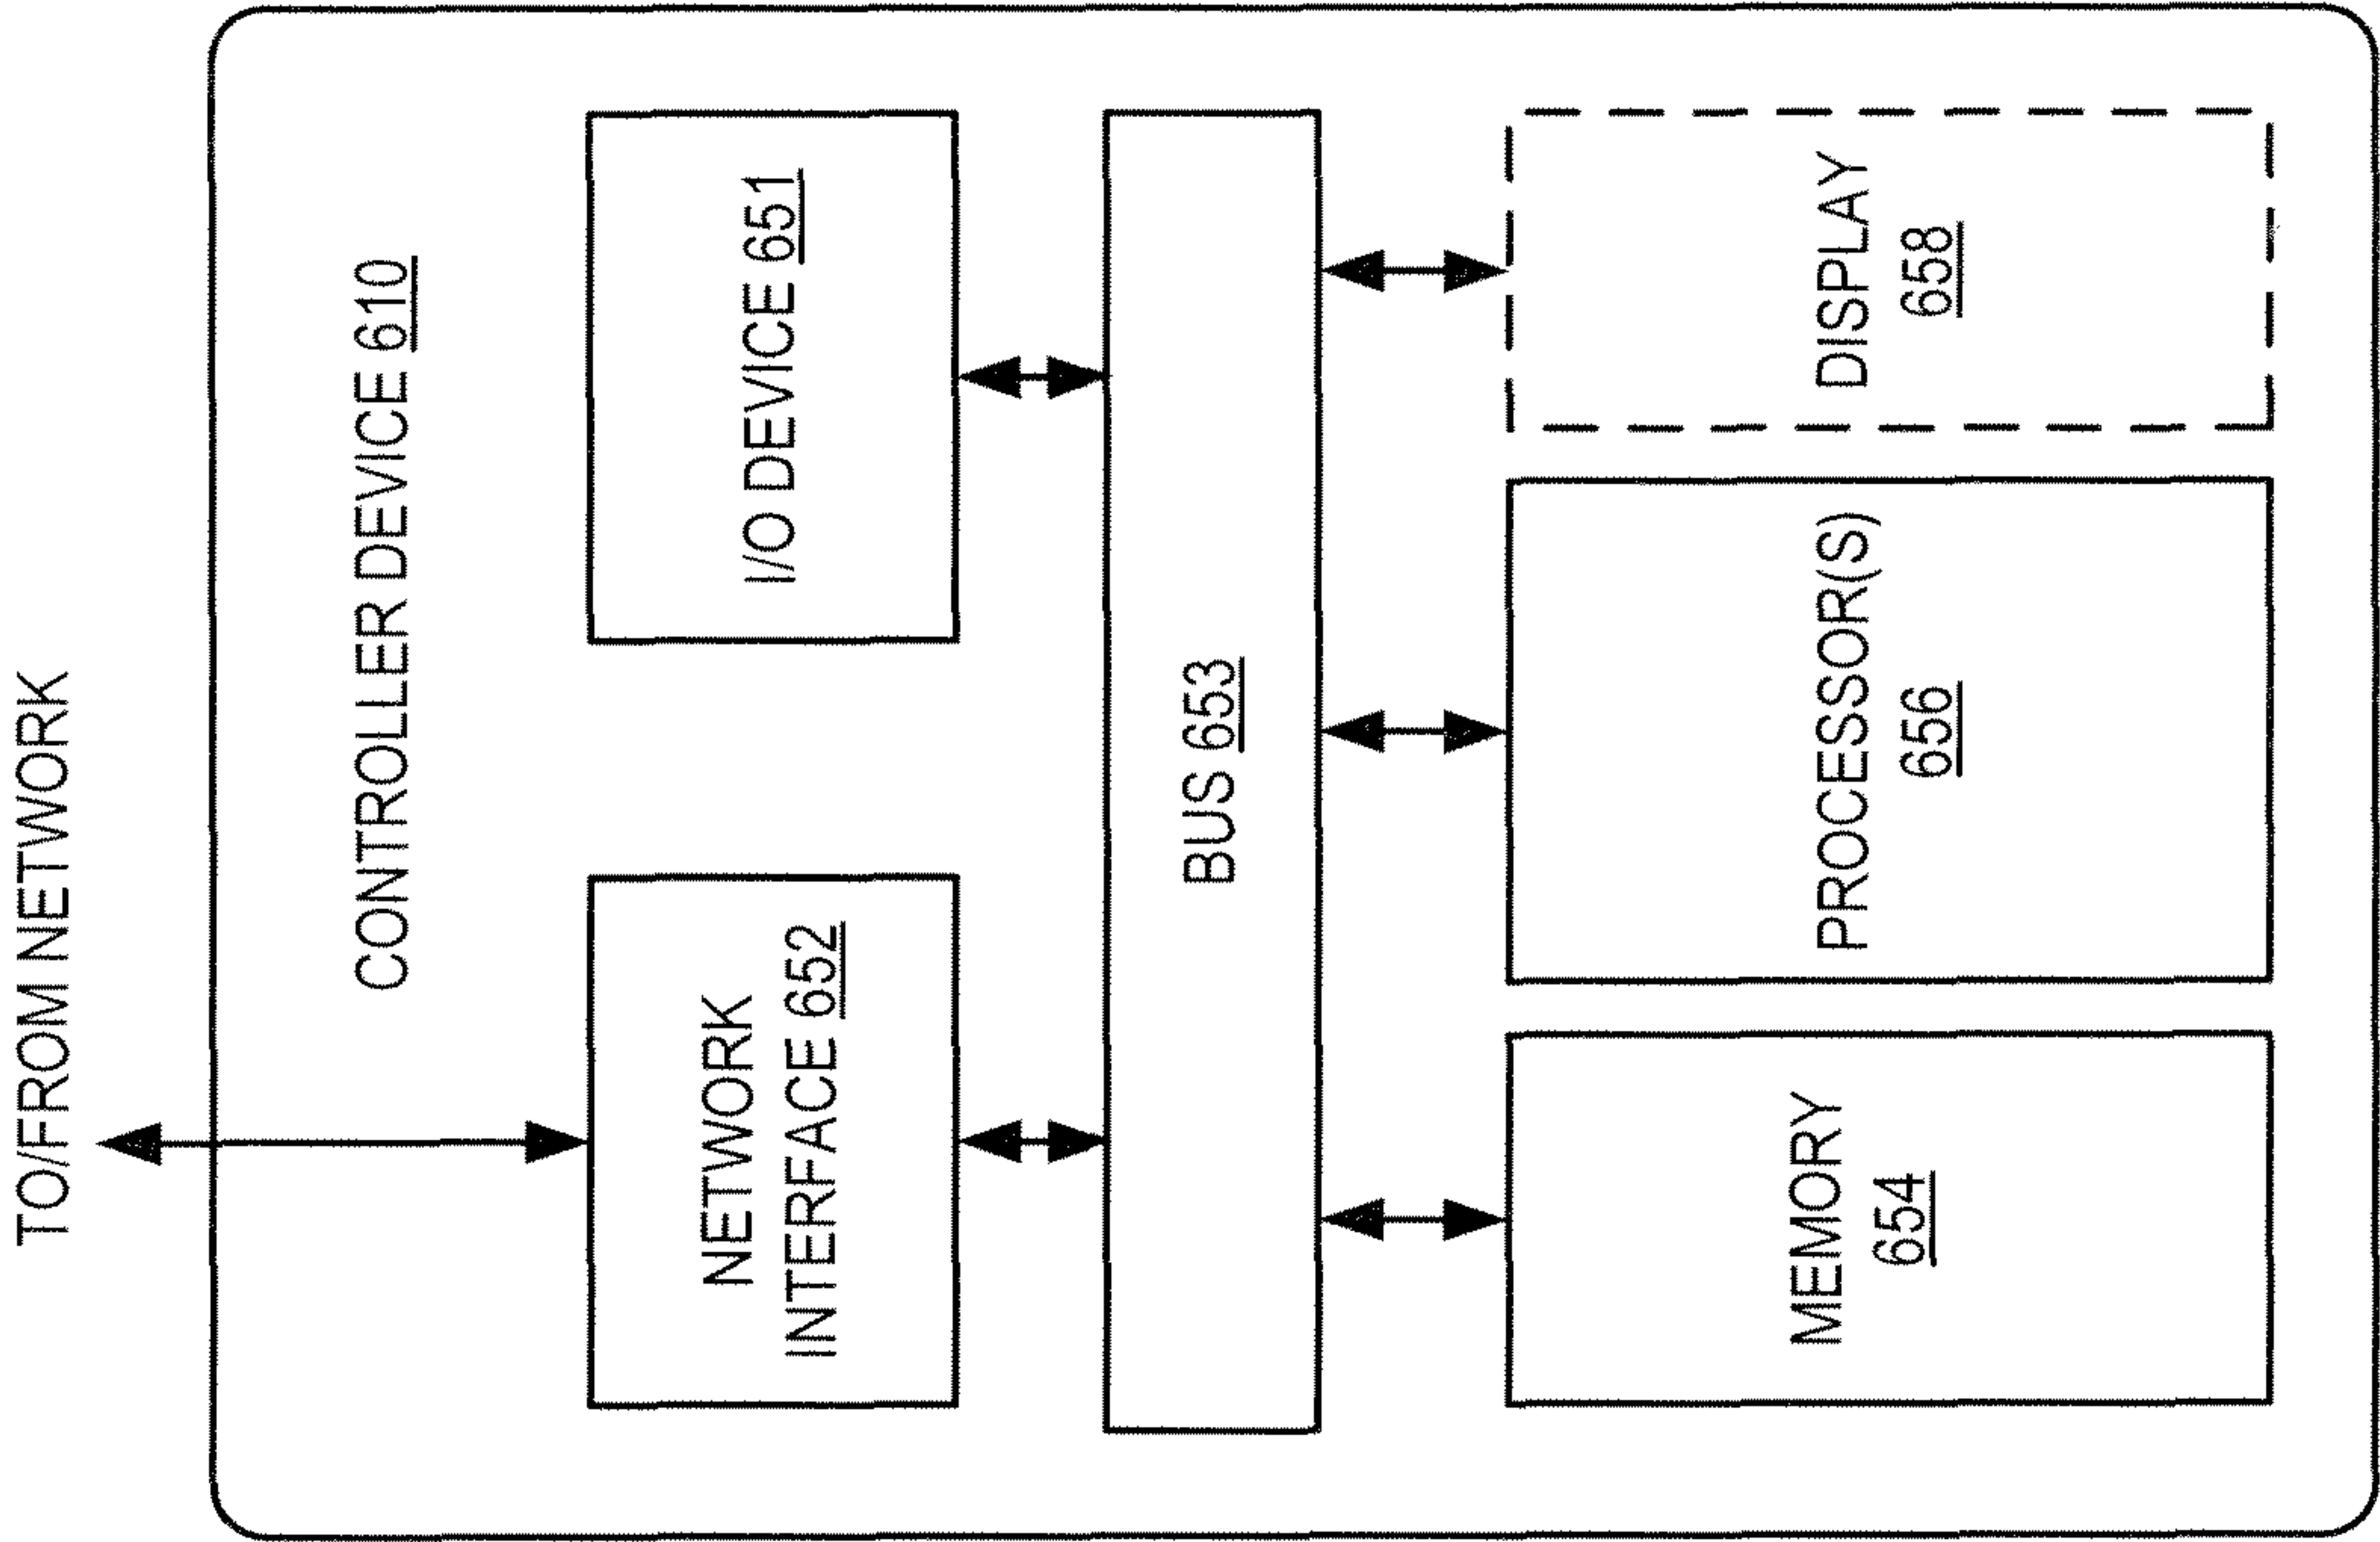 TO/FROM NETWORK
CONTROLLER DEVICE 610
NETWORK
INTERFACE 652
I/O DEVICE 651
BUS 653
MEMORY
654
PROCESSOR(S)
656
DISPLAY
658